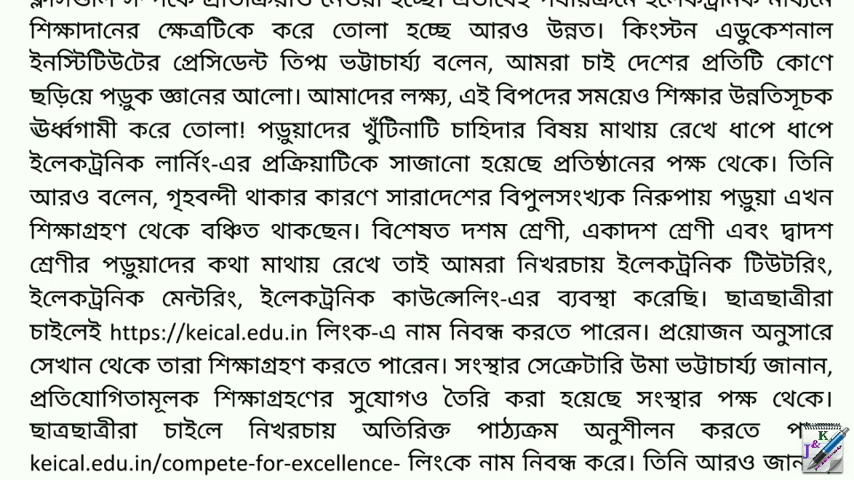 শিক্ষাদানের ক্ষেত্রটিকে করে তোলা হচ্ছে আরও উন্নত। কিংস্টন এডুকেশনাল
ইনস্টিটিউটের প্রেসিডেন্ট তিপ্ম ভট্টাচার্য্য বলেন, আমরা চাই দেশের প্রতিটি কোণে
ছড়িয়ে পড়ুক জ্ঞানের আলো। আমাদের লক্ষ্য, এই বিপদের সময়েও শিক্ষার উন্নতিসূচক
ঊর্ধ্বগামী করে তোলা! পড়ুয়াদের খুঁটিনাটি চাহিদার বিষয় মাথায় রেখে ধাপে ধাপে
ইলেকট্রনিক লার্নিং-এর প্রক্রিয়াটিকে সাজানো হয়েছে প্রতিষ্ঠানের পক্ষ থেকে। তিনি
আরও বলেন, গৃহবন্দী থাকার কারণে সারাদেশের বিপুলসংখ্যক নিরুপায় পড়ুয়া এখন
শিক্ষাগ্রহণ থেকে বঞ্চিত থাকছেন। বিশেষত দশম শ্রেণী, একাদশ শ্রেণী এবং দ্বাদশ
শ্রেণীর পড়ুয়াদের কথা মাথায় রেখে তাই আমরা নিখরচায় ইলেকট্রনিক টিউটরিং,
ইলেকট্রনিক মেন্টরিং, ইলেকট্রনিক কাউন্সেলিং-এর ব্যবস্থা করেছি। ছাত্রছাত্রীরা
চাইলেই https://keical.edu.in লিংক-এ নাম নিবন্ধ করতে পারেন। প্রয়োজন অনুসারে
সেখান থেকে তারা শিক্ষাগ্রহণ করতে পারেন। সংস্থার সেক্রেটারি উমা ভট্টাচার্য্য জানান,
প্রতিযোগিতামূলক শিক্ষাগ্রহণের সুযোগও তৈরি করা হয়েছে সংস্থার পক্ষ থেকে।
ছাত্রছাত্রীরা চাইলে নিখরচায় অতিরিক্ত পাঠ্যক্রম অনুশীলন করতে
keical.edu.in/compete-for-excellence- লিংকে নাম নিবন্ধ করে। তিনি আরও
J&K